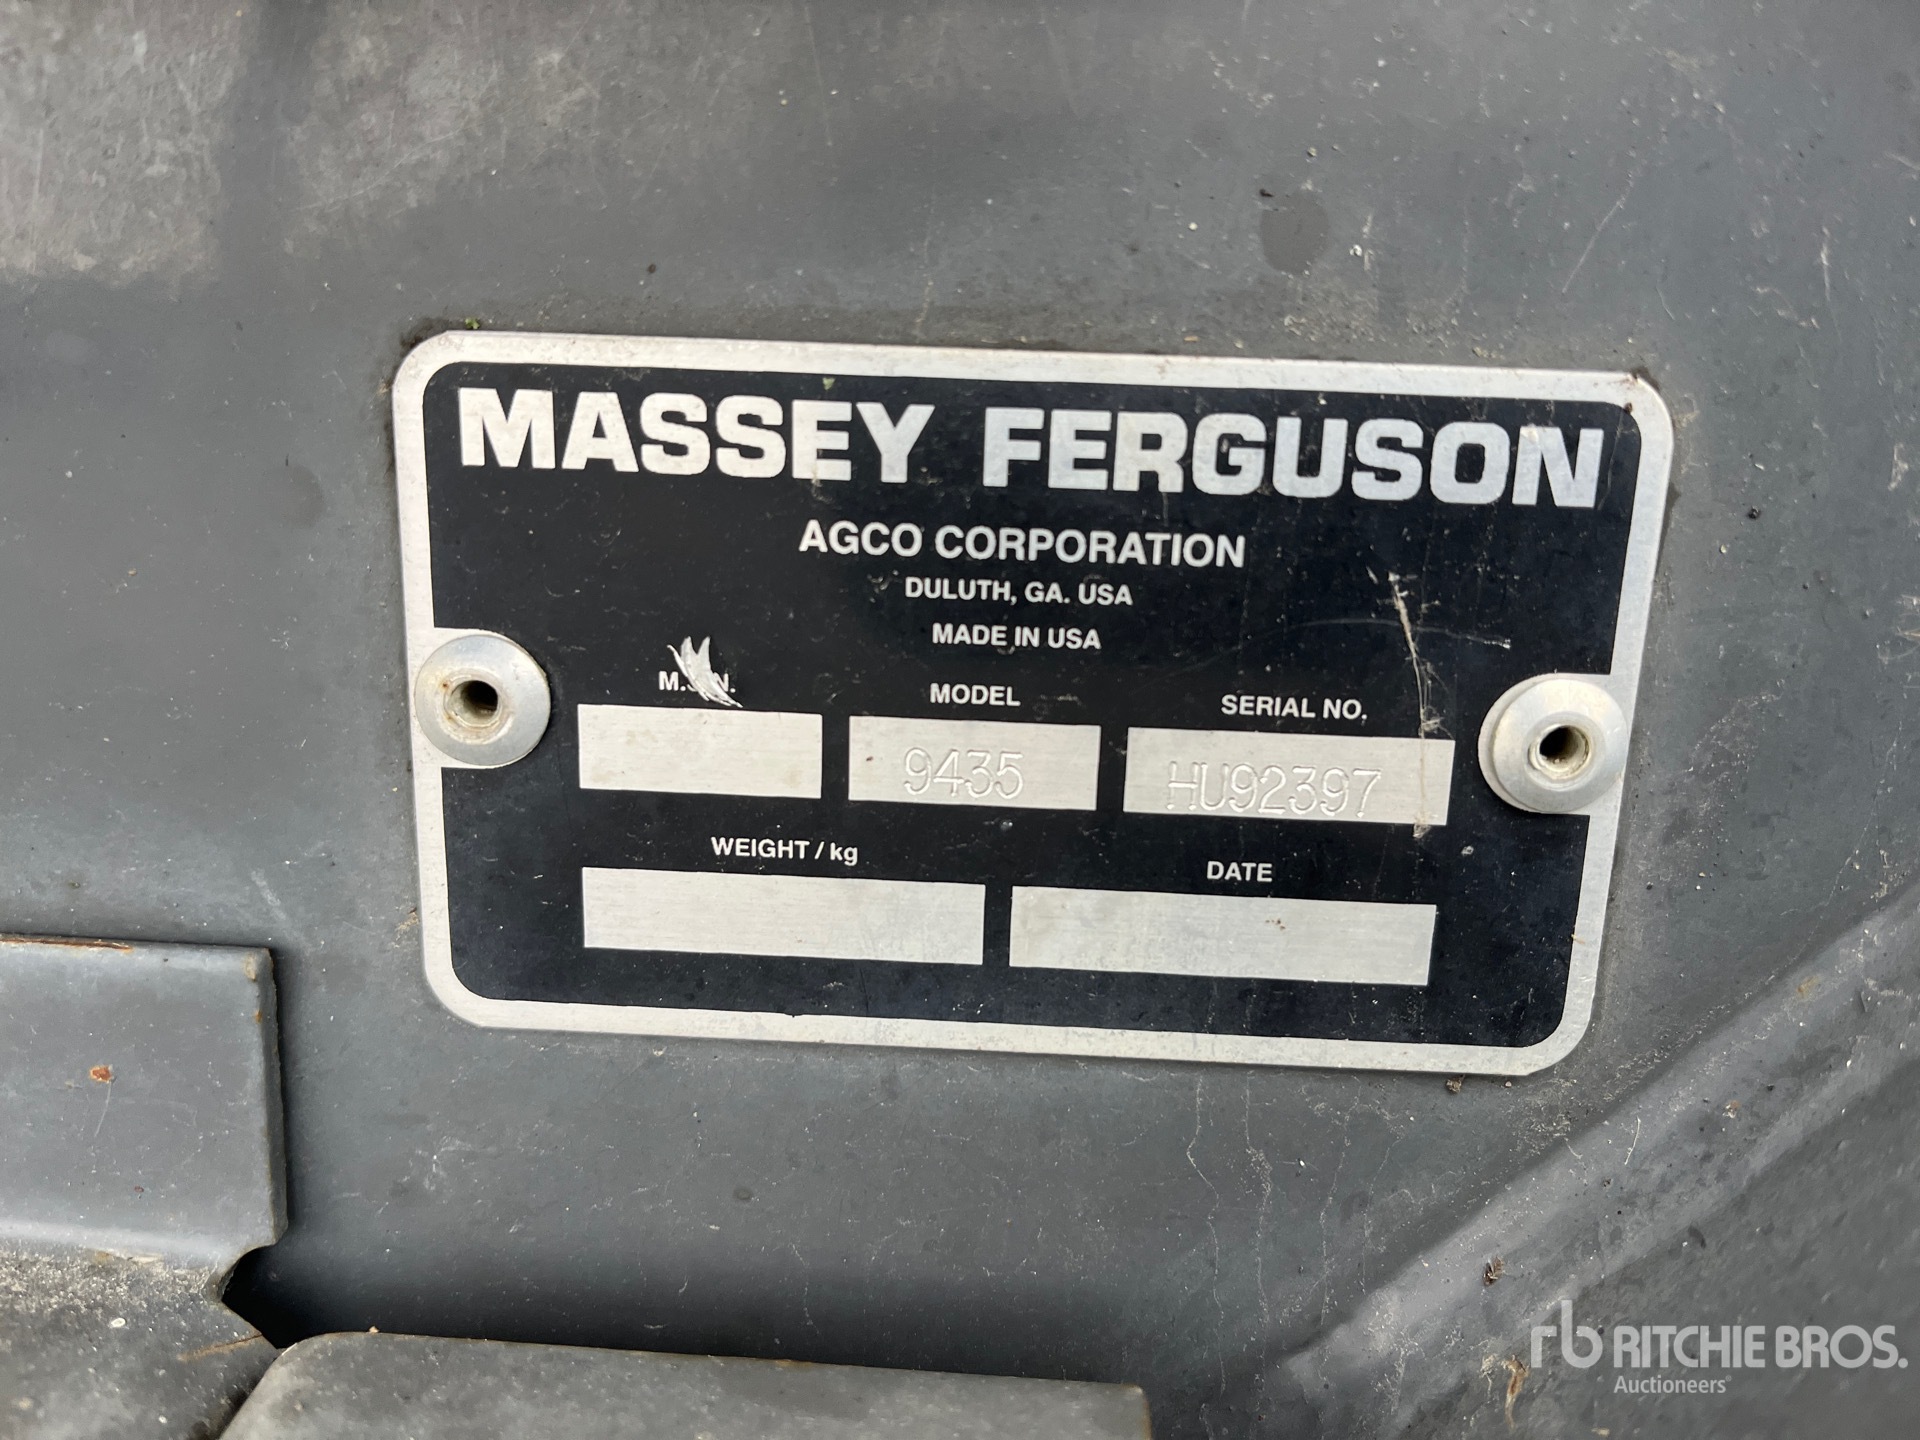 MASSEY FERGUSON
AGCO CORPORATION
DULUTH, GA. USA
MADE IN USA
MODEL
SERIAL NO.
9435
HU92397
WEIGHT / kg
DATE
rb RITCHIE BROS.
Auctioneers